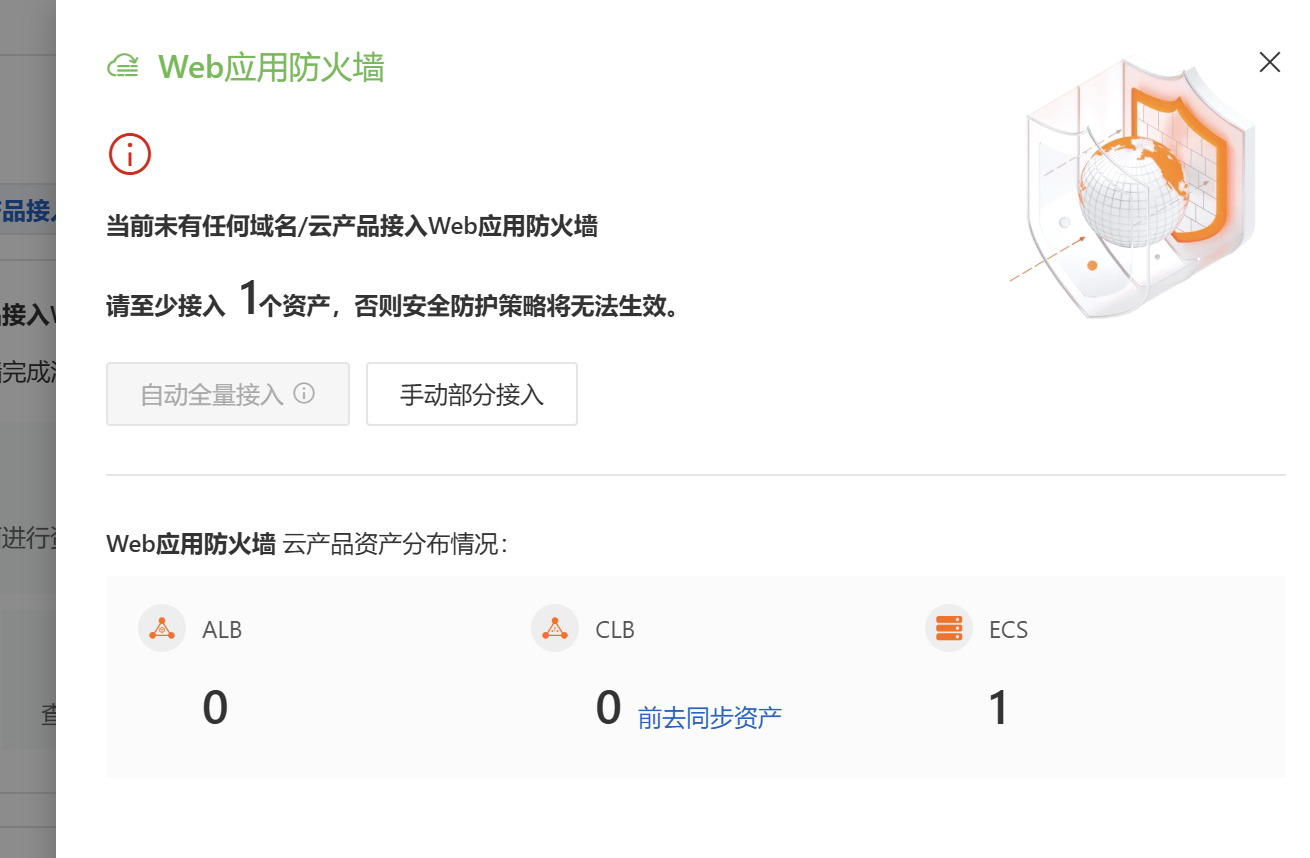 Web应用防火墙
当前未有任何域名/云产品接入Web应用防火墙
请至少接入 1个资产，否则安全防护策略将无法生效。
自动全量接入
手动部分接入
Web应用防火墙 云产品资产分布情况：
ALB
CLB
ECS
0
0 前去同步资产
1
品接入
接入W
完成
进行
查